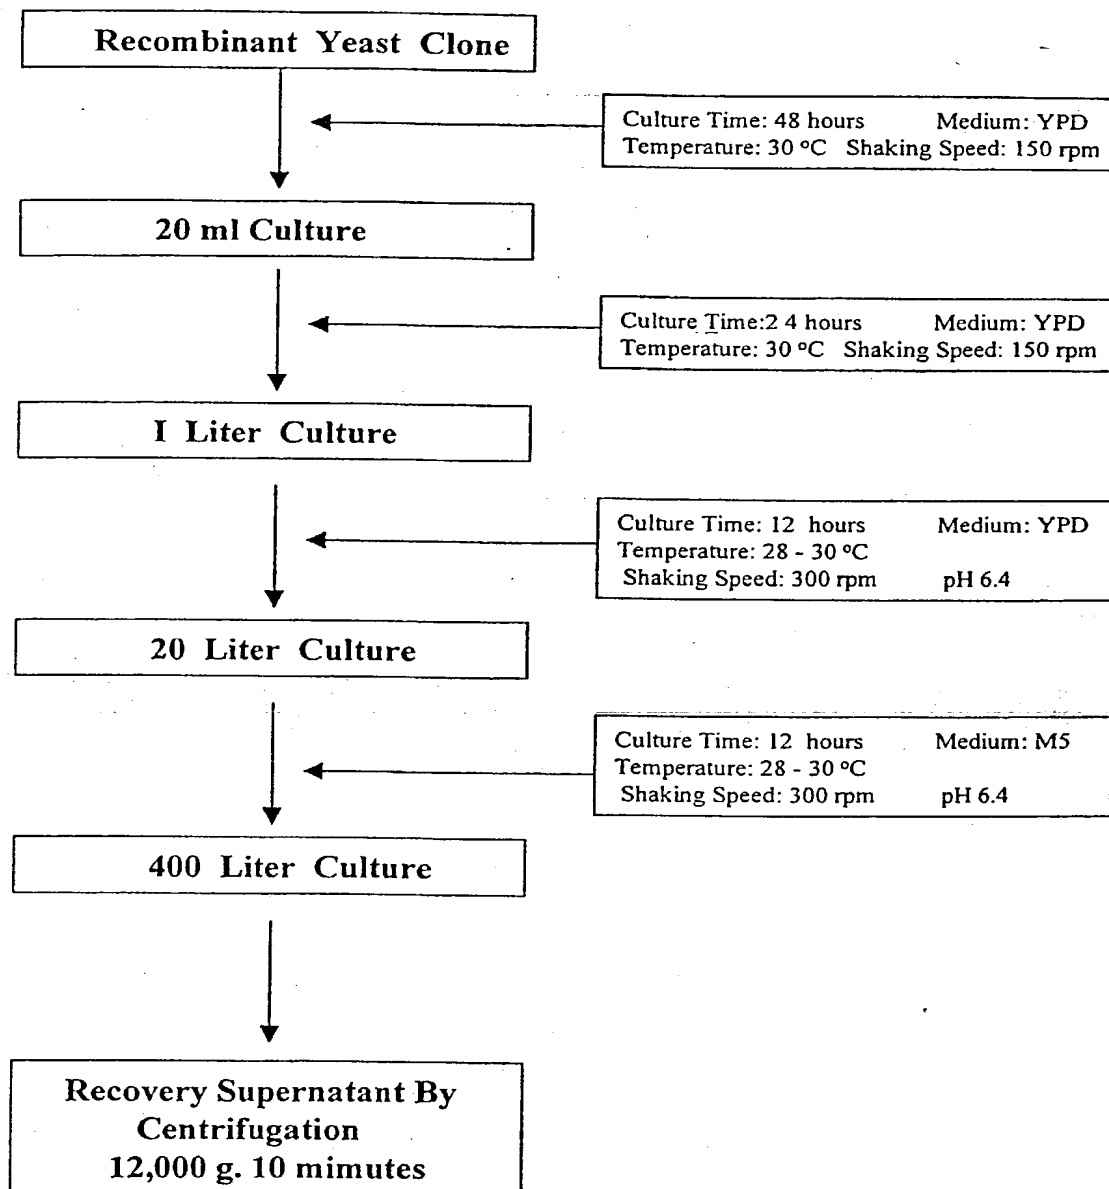 Recombinant Yeast Clone
Culture Time: 48 hours Medium: YPD
Temperature: 30 ºC Shaking Speed: 150 rpm
20 ml Culture
Culture Time:2 4 hours Medium: YPD
Temperature: 30 ºC Shaking Speed: 150 rpm
I Liter Culture
Culture Time: 12 hours Medium: YPD
Temperature: 28 - 30 ºC
Shaking Speed: 300 rpm pH 6.4
20 Liter Culture
Culture Time: 12 hours Medium: M5
Temperature: 28 - 30 ºC
Shaking Speed: 300 rpm pH 6.4
400 Liter Culture
Recovery Supernatant By
Centrifugation
12,000 g. 10 mimutes